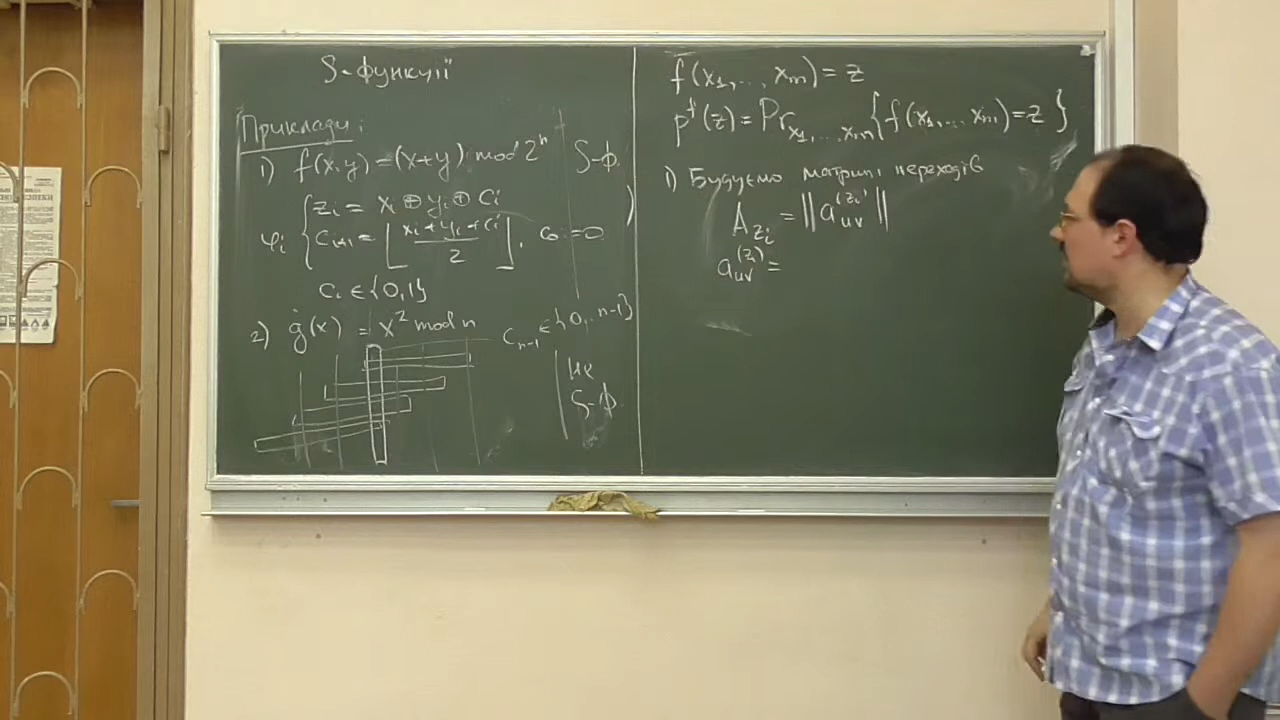 S-функції
Приклади:
1) f(x,y) = (x+y) mod 2ⁿ S-ф.
φᵢ { zᵢ = xᵢ ⊕ yᵢ ⊕ cᵢ
cᵢ₊₁ = ⌊(xᵢ + yᵢ + cᵢ)/2⌋, c₀ = 0
cᵢ ∈ {0,1}
2) g(x) = x² mod n cₙ₋₁ ∈ {0,..n-1}
не
S-ф.
f(x₁,..., xₘ) = z
pᶠ(z) = Pr_{x₁,...xₘ}{f(x₁,... xₘ) = z}
1) Будуємо матриці переходів
A_{zᵢ} = ||a_{uv}^{(zᵢ)}||
a_{uv}^{(zᵢ)} =